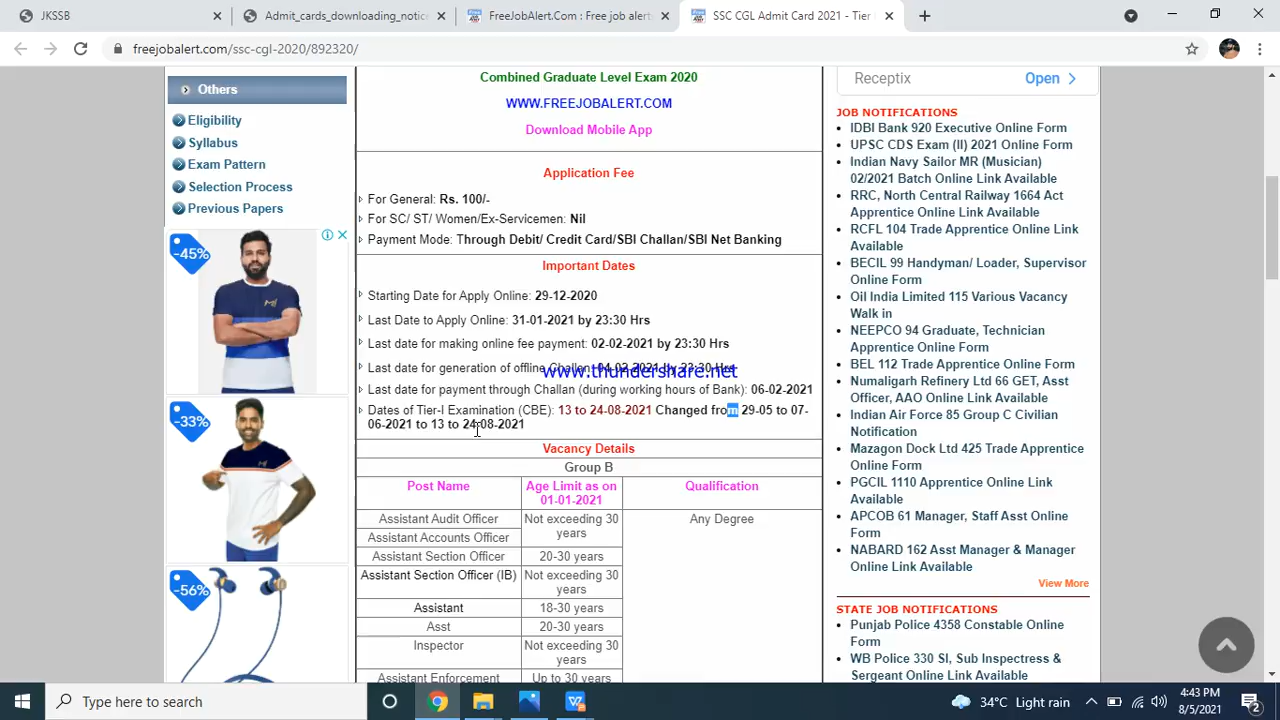 JKSSB
Admit_cards_downloading_notice
FreeJobAlert.Com : Free job alert
SSC CGL Admit Card 2021 - Tier
freejobalert.com/ssc-cgl-2020/892320/
Others
Eligibility
Syllabus
Exam Pattern
Selection Process
Previous Papers
-45%
-33%
-56%
Combined Graduate Level Exam 2020
WWW.FREEJOBALERT.COM
Download Mobile App
Application Fee
For General: Rs. 100/-
For SC/ ST/ Women/Ex-Servicemen: Nil
Payment Mode: Through Debit/ Credit Card/SBI Challan/SBI Net Banking
Important Dates
Starting Date for Apply Online: 29-12-2020
Last Date to Apply Online: 31-01-2021 by 23:30 Hrs
Last date for making online fee payment: 02-02-2021 by 23:30 Hrs
Last date for generation of offline Challan: 04-02-2021 by 23:30 Hrs
www.thundershare.net
Last date for payment through Challan (during working hours of Bank): 06-02-2021
Dates of Tier-I Examination (CBE): 13 to 24-08-2021 Changed from 29-05 to 07-
06-2021 to 13 to 24-08-2021
Vacancy Details
Group B
Post Name
Age Limit as on
01-01-2021
Qualification
Assistant Audit Officer
Assistant Accounts Officer
Not exceeding 30
years
Any Degree
Assistant Section Officer
20-30 years
Assistant Section Officer (IB)
Not exceeding 30
years
Assistant
18-30 years
Asst
20-30 years
Inspector
Not exceeding 30
years
Assistant Enforcement
Up to 30 years
Receptix
Open
JOB NOTIFICATIONS
IDBI Bank 920 Executive Online Form
UPSC CDS Exam (II) 2021 Online Form
Indian Navy Sailor MR (Musician)
02/2021 Batch Online Link Available
RRC, North Central Railway 1664 Act
Apprentice Online Link Available
RCFL 104 Trade Apprentice Online Link
Available
BECIL 99 Handyman/ Loader, Supervisor
Online Form
Oil India Limited 115 Various Vacancy
Walk in
NEEPCO 94 Graduate, Technician
Apprentice Online Form
BEL 112 Trade Apprentice Online Form
Numaligarh Refinery Ltd 66 GET, Asst
Officer, AAO Online Link Available
Indian Air Force 85 Group C Civilian
Notification
Mazagon Dock Ltd 425 Trade Apprentice
Online Form
PGCIL 1110 Apprentice Online Link
Available
APCOB 61 Manager, Staff Asst Online
Form
NABARD 162 Asst Manager & Manager
Online Link Available
View More
STATE JOB NOTIFICATIONS
Punjab Police 4358 Constable Online
Form
WB Police 330 SI, Sub Inspectress &
Sergeant Online Link Available
Type here to search
34°C Light rain
4:43 PM
8/5/2021
2